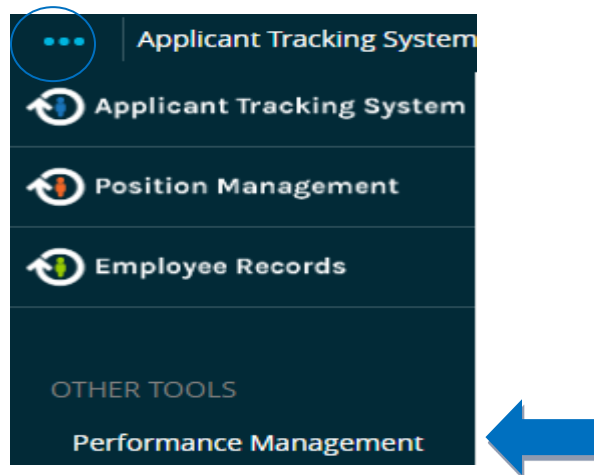 Applicant Tracking System
Applicant Tracking System
Position Management
Employee Records
OTHER TOOLS
Performance Management